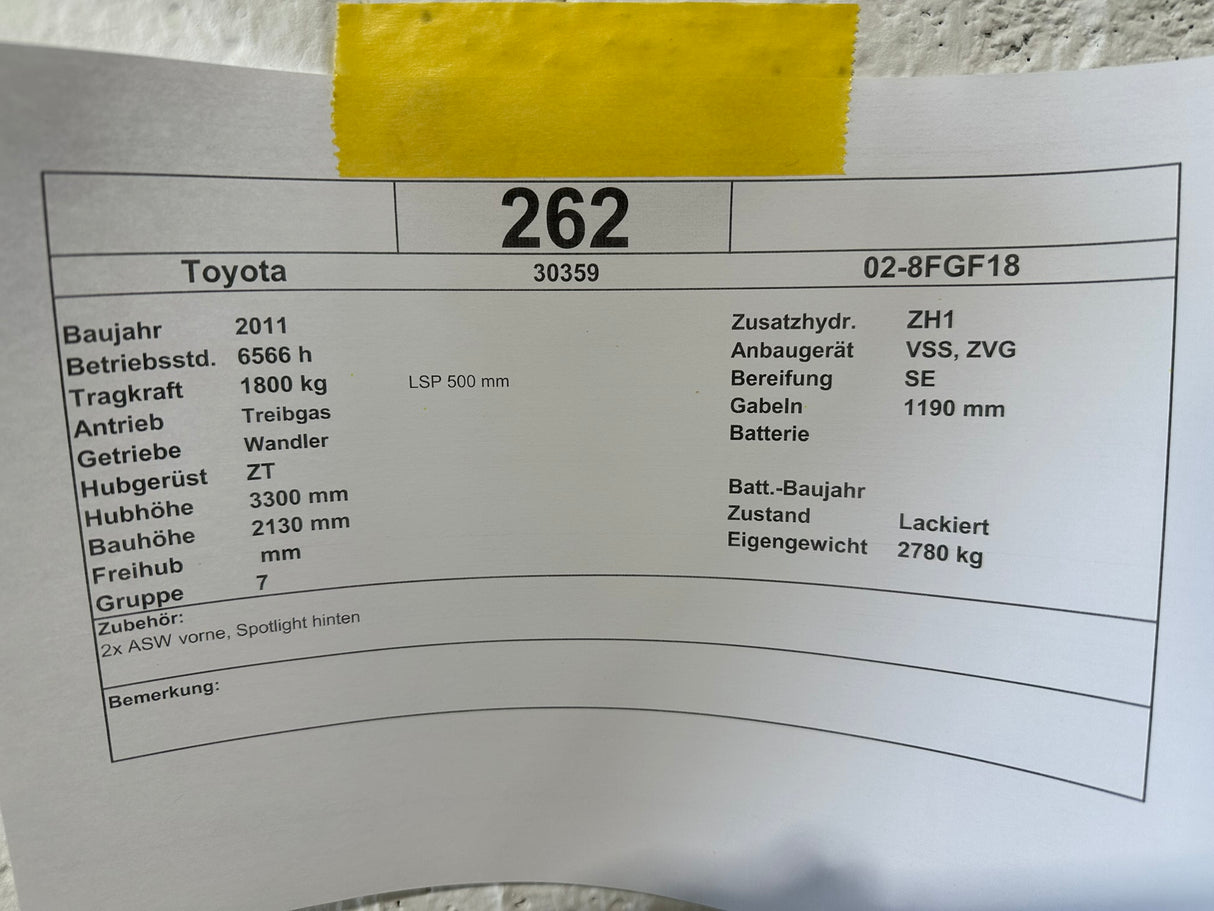 262
Toyota 30359 02-8FGF18
Baujahr 2011
Betriebsstd. 6566 h
Tragkraft 1800 kg LSP 500 mm
Antrieb Treibgas
Getriebe Wandler
Hubgerüst ZT
Hubhöhe 3300 mm
Bauhöhe 2130 mm
Freihub mm
Gruppe 7
Zusatzhydr. ZH1
Anbaugerät VSS, ZVG
Bereifung SE
Gabeln 1190 mm
Batterie
Batt.-Baujahr
Zustand Lackiert
Eigengewicht 2780 kg
Zubehör:
2x ASW vorne, Spotlight hinten
Bemerkung: